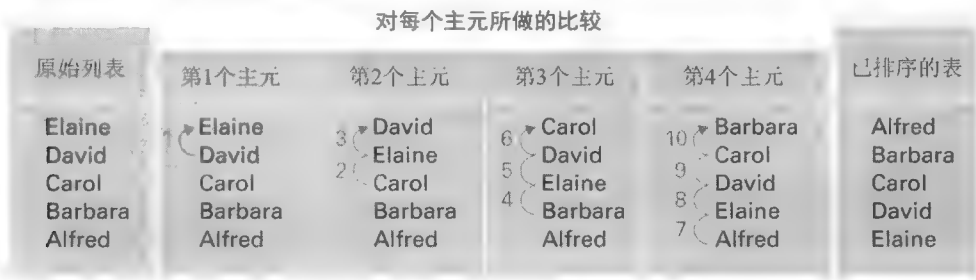 对每个主元所做的比较
原始列表 第1个主元 第2个主元 第3个主元 第4个主元 已排序的表
Elaine 1 Elaine 3 David 6 Carol 10 Barbara Alfred
David David 2 Elaine 5 David 9 Carol Barbara
Carol Carol Carol 4 Elaine 8 David Carol
Barbara Barbara Barbara Barbara 7 Elaine David
Alfred Alfred Alfred Alfred Alfred Elaine